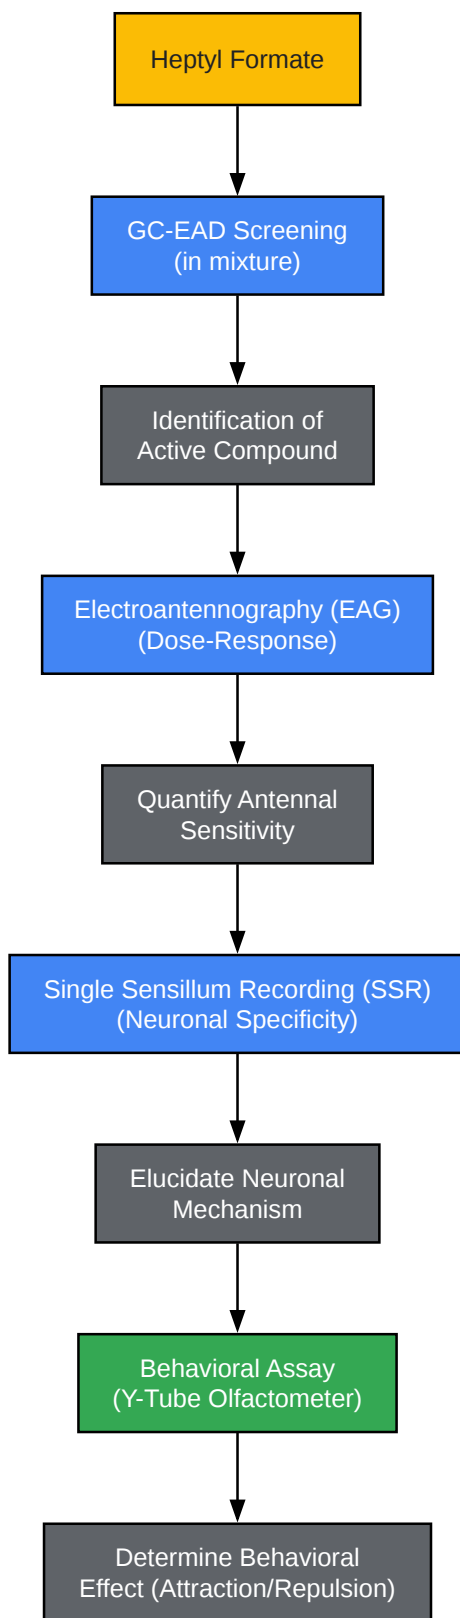 Heptyl Formate
GC-EAD Screening
(in mixture)
Identification of
Active Compound
Electroantennography (EAG)
(Dose-Response)
Quantify Antennal
Sensitivity
Single Sensillum Recording (SSR)
(Neuronal Specificity)
Elucidate Neuronal
Mechanism
Behavioral Assay
(Y-Tube Olfactometer)
Determine Behavioral
Effect (Attraction/Repulsion)